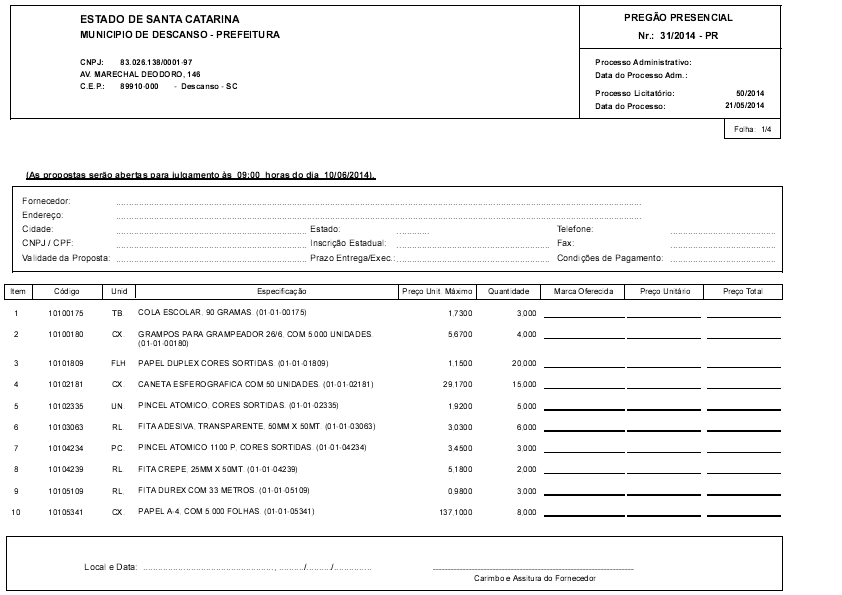 ESTADO DE SANTA CATARINA
MUNICIPIO DE DESCANSO - PREFEITURA
CNPJ: 83.026.138/0001-97
AV. MARECHAL DEODORO, 146
C.E.P.: 89910-000 - Descanso - SC
PREGÃO PRESENCIAL
Nr.: 31/2014 - PR
Processo Administrativo:
Data do Processo Adm.:
Processo Licitatório: 50/2014
Data do Processo: 21/05/2014
Folha: 1/4
(As propostas serão abertas para julgamento às 09:00 horas do dia 10/06/2014).
Fornecedor:
Endereço:
Cidade: Estado: Telefone:
CNPJ / CPF: Inscrição Estadual: Fax:
Validade da Proposta: Prazo Entrega/Exec.: Condições de Pagamento:
Item Código Unid Especificação Preço Unit. Máximo Quantidade Marca Oferecida Preço Unitário Preço Total
1 10100175 TB. COLA ESCOLAR, 90 GRAMAS. (01-01-00175) 1,7300 3,000
2 10100180 CX. GRAMPOS PARA GRAMPEADOR 26/6, COM 5.000 UNIDADES. 5,6700 4,000
(01-01-00180)
3 10101809 FLH PAPEL DUPLEX CORES SORTIDAS. (01-01-01809) 1,1500 20,000
4 10102181 CX. CANETA ESFEROGRAFICA COM 50 UNIDADES. (01-01-02181) 29,1700 15,000
5 10102335 UN. PINCEL ATOMICO, CORES SORTIDAS. (01-01-02335) 1,9200 5,000
6 10103063 RL. FITA ADESIVA, TRANSPARENTE, 50MM X 50MT. (01-01-03063) 3,0300 6,000
7 10104234 PC. PINCEL ATOMICO 1100 P, CORES SORTIDAS. (01-01-04234) 3,4500 3,000
8 10104239 RL. FITA CREPE, 25MM X 50MT. (01-01-04239) 5,1800 2,000
9 10105109 RL. FITA DUREX COM 33 METROS. (01-01-05109) 0,9800 3,000
10 10105341 CX. PAPEL A-4, COM 5.000 FOLHAS. (01-01-05341) 137,1000 8,000
Local e Data: ......................................................, ........../........../...............
Carimbo e Assitura do Fornecedor